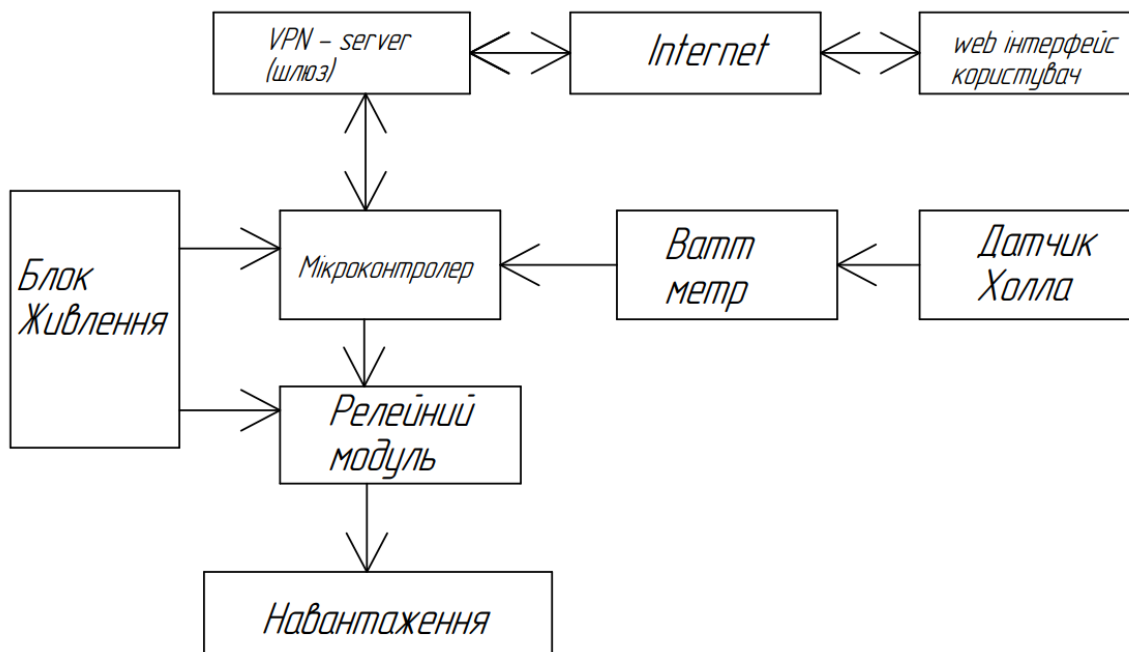 VPN – server
(шлюз)
Internet
web інтерфейс
користувач
Блок
Живлення
Мікроконтролер
Ватт
метр
Датчик
Холла
Релейний
модуль
Навантаження